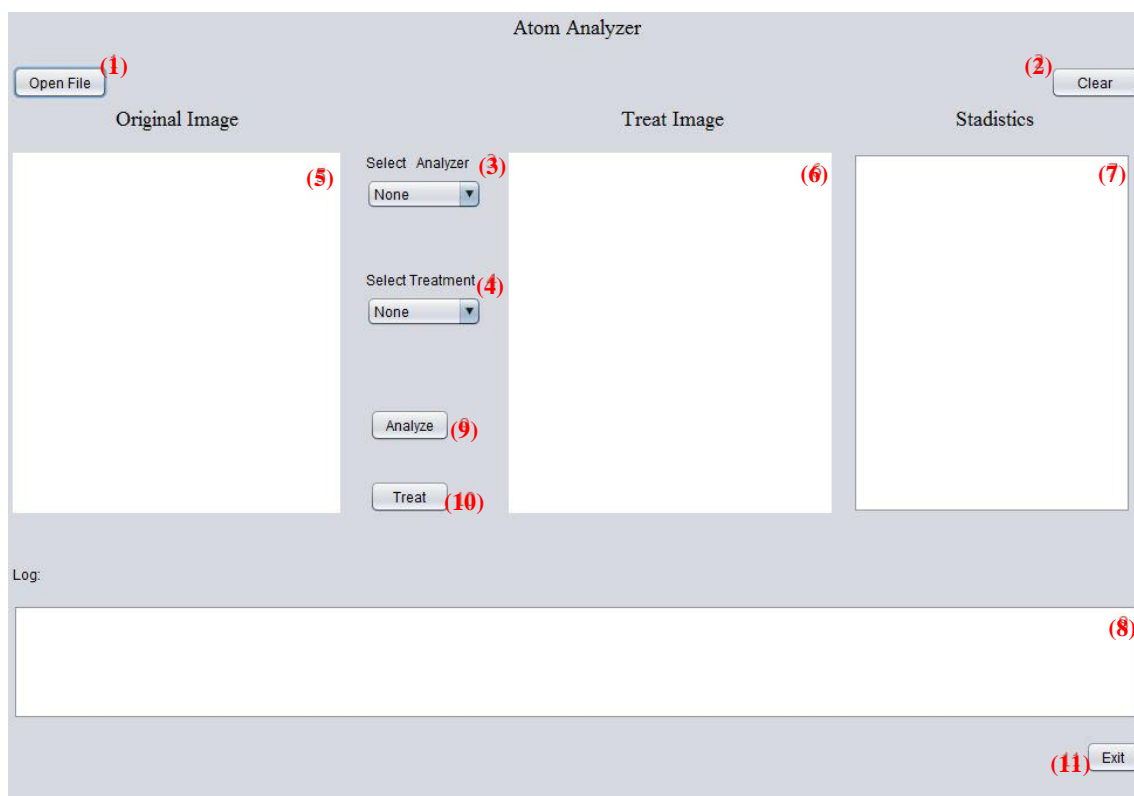 Atom Analyzer
Open File (1)
(2) Clear
Original Image
Treat Image
Stadistics
(5)
Select Analyzer (3)
None
(6)
(7)
Select Treatment (4)
None
Analyze (9)
Treat (10)
Log:
(8)
(11) Exit